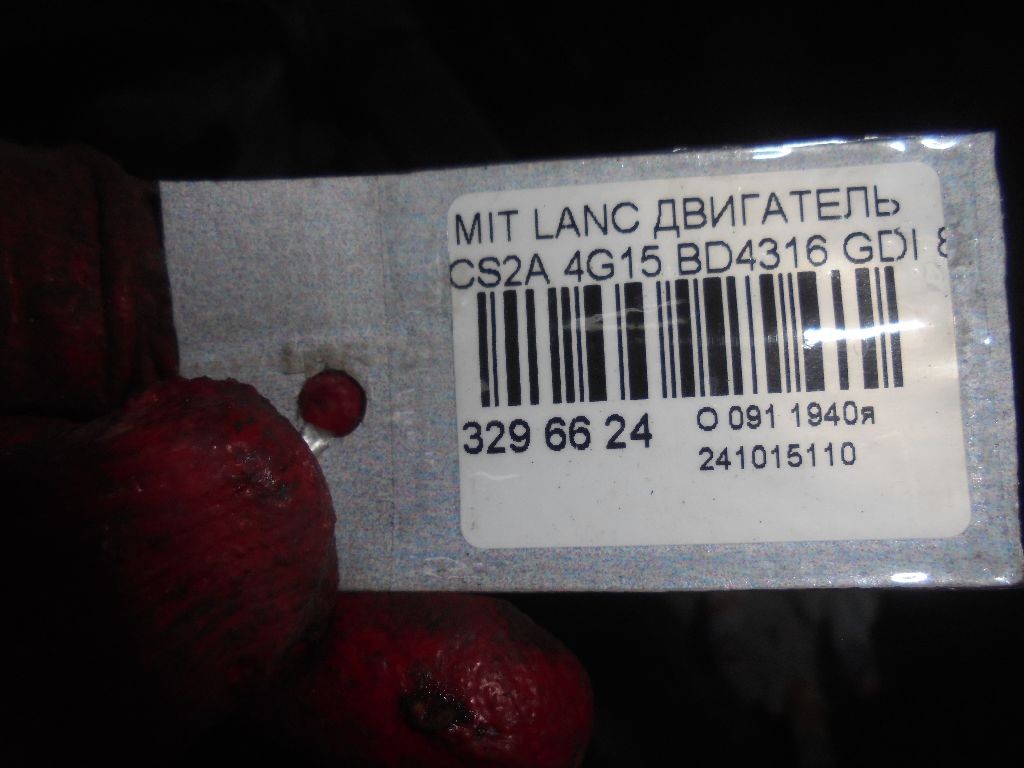 MIT LANC ДВИГАТЕЛЬ
CS2A 4G15 BD4316 GDI
329 66 24
О 091 1940я
241015110